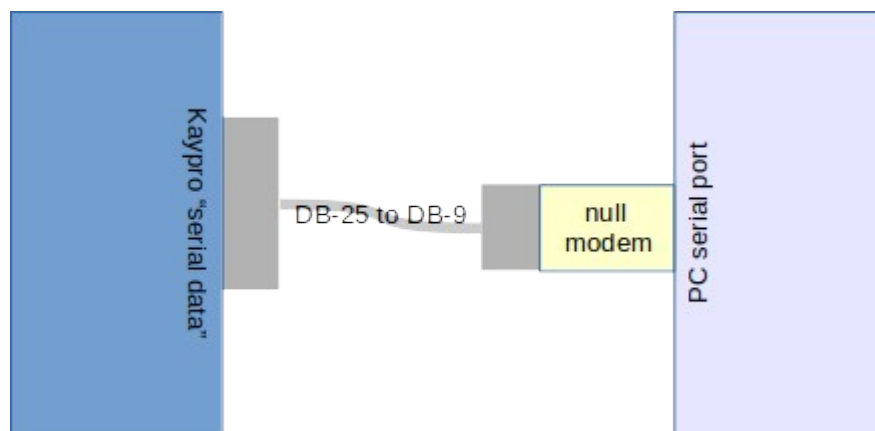 Kaypro “serial data”
DB-25 to DB-9
null
modem
PC serial port